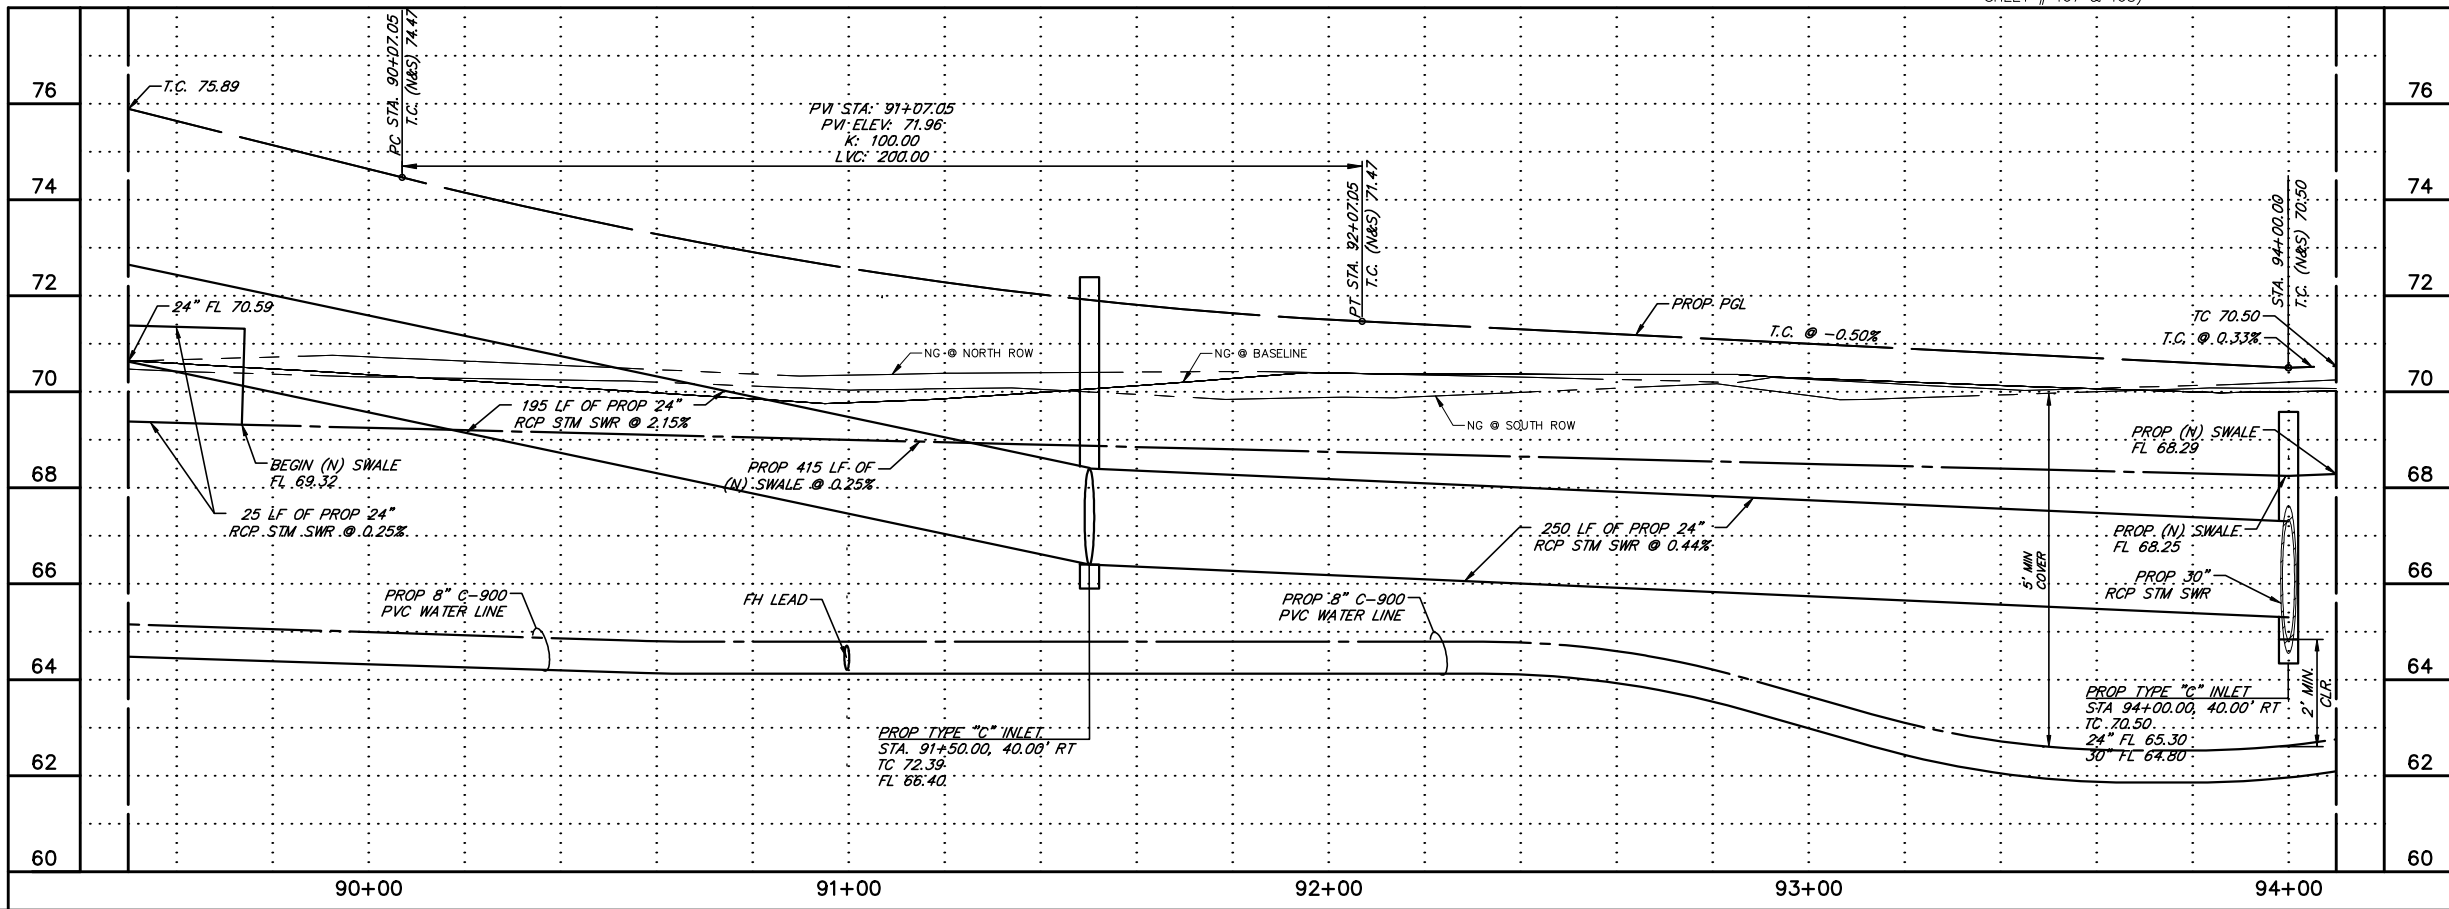 PC STA. 90+07.05
T.C. (N&S) 74.47
T.C. 75.89
PVI STA: 91+07.05
PVI ELEV: 71.96
K: 100.00
LVC: 200.00
PT STA. 92+07.05
T.C. (N&S) 71.47
STA. 94+00.00
T.C. (N&S) 70.50
76
74
72
70
68
66
64
62
60
76
74
72
70
68
66
64
62
60
24" FL 70.59
PROP PGL
T.C. @ -0.50%
TC 70.50
T.C. @ 0.33%
NG @ NORTH ROW
NG @ BASELINE
NG @ SOUTH ROW
195 LF OF PROP 24"
RCP STM SWR @ 2.15%
BEGIN (N) SWALE
FL 69.32
PROP 415 LF OF
(N) SWALE @ 0.25%
25 LF OF PROP 24"
RCP STM SWR @ 0.25%
250 LF OF PROP 24"
RCP STM SWR @ 0.44%
PROP (N) SWALE
FL 68.29
PROP (N) SWALE
FL 68.25
PROP 30"
RCP STM SWR
5' MIN
COVER
PROP 8" C-900
PVC WATER LINE
FH LEAD
PROP 8" C-900
PVC WATER LINE
PROP TYPE "C" INLET
STA. 91+50.00, 40.00' RT
TC 72.39
FL 66.40
PROP TYPE "C" INLET
STA 94+00.00, 40.00' RT
TC 70.50
24" FL 65.30
30" FL 64.80
2' MIN.
CLR.
90+00
91+00
92+00
93+00
94+00